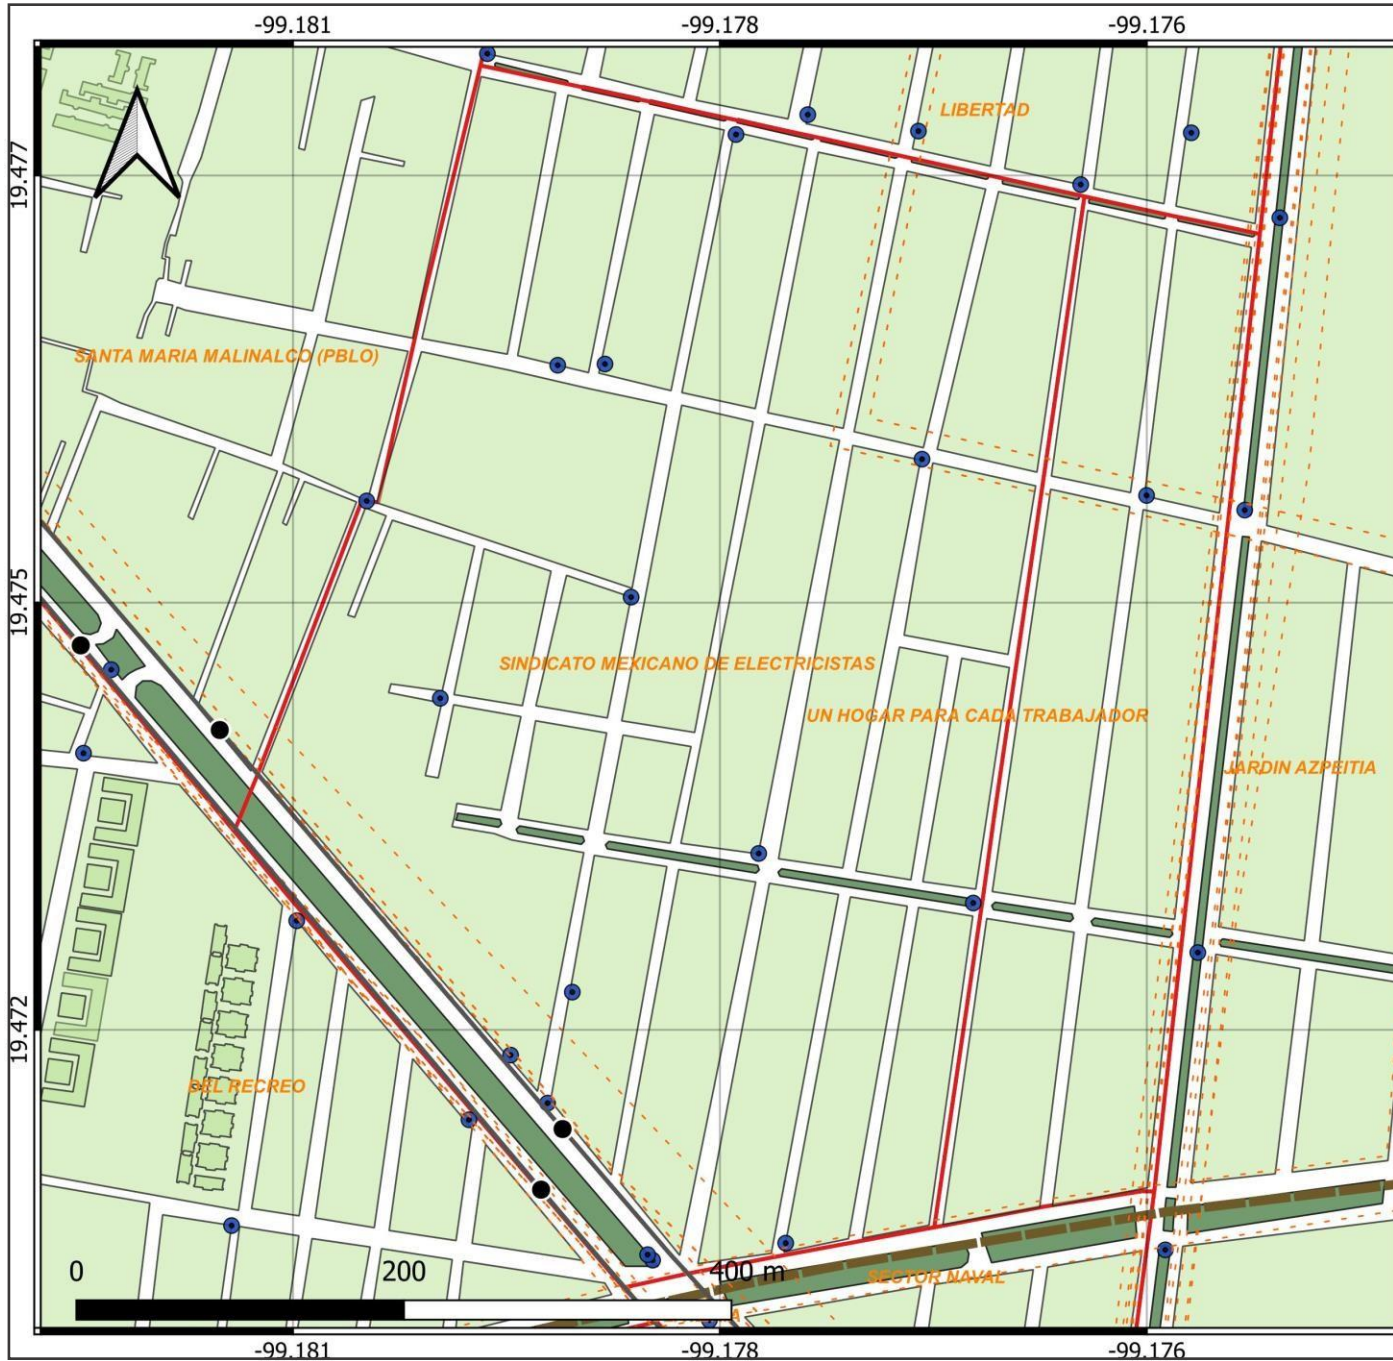 -99.181
-99.178
-99.176
LIBERTAD
19.477
SANTA MARIA MALINALCO (PBLO)
19.475
SINDICATO MEXICANO DE ELECTRICISTAS
UN HOGAR PARA CADA TRABAJADOR
JARDIN AZPEITIA
19.472
DEL RECREO
0
200
400 m
SECTOR NAVAL
-99.181
-99.178
-99.176